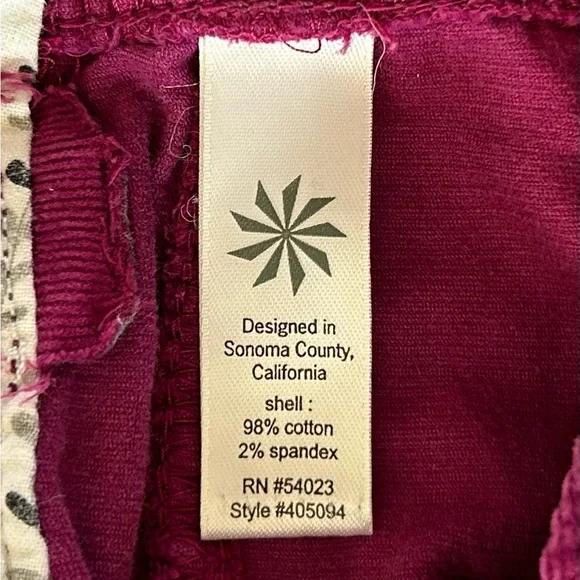 Designed in
Sonoma County,
California
shell :
98% cotton
2% spandex
RN #54023
Style #405094